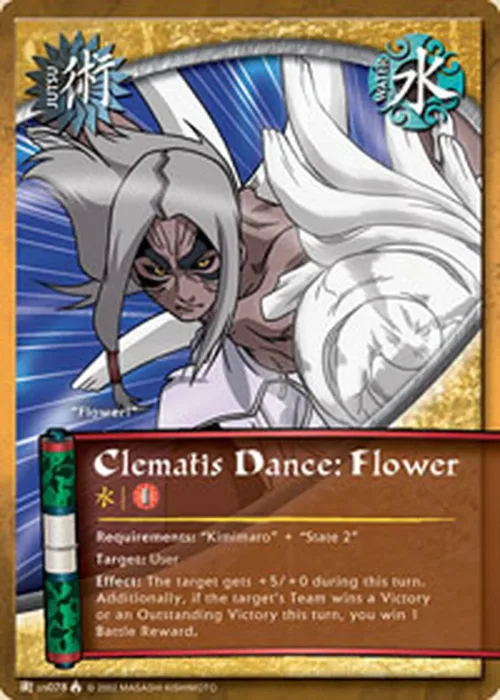 JUTSU 術
WATER 水
"Flower!"
Clematis Dance: Flower
水 | 1
Requirements: "Kimimaro" + "State 2"
Target: User
Effect: The target gets +5/+0 during this turn.
Additionally, if the target's Team wins a Victory
or an Outstanding Victory this turn, you win 1
Battle Reward.
© 2002 MASASHI KISHIMOTO